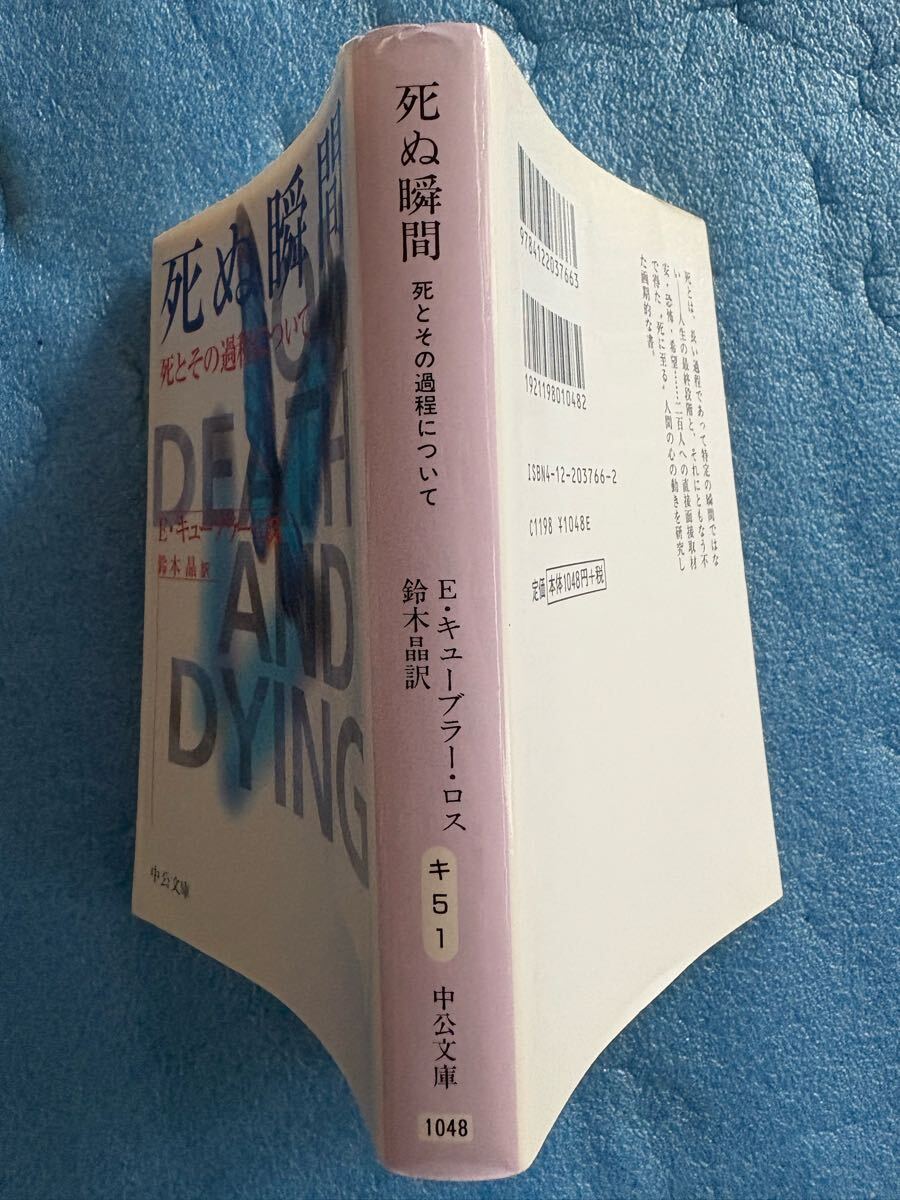 死ぬ瞬間
死とその過程について
ON
DEATH
AND
DYING
E・キューブラー・ロス
鈴木晶訳
中公文庫
死ぬ瞬間
死とその過程について
E・キューブラー・ロス
鈴木晶訳
キ51
中公文庫
1048
9784122037663
1921198010482
ISBN4-12-203766-2
C1198 ¥1048E
定価 本体1048円+税
死とは、長い過程であって特定の瞬間ではな
い――人生の最終段階と、それにともなう不
安・恐怖・希望……二百人への直接面接取材
で得た〝死に至る〟人間の心の動きを研究し
た画期的な書。